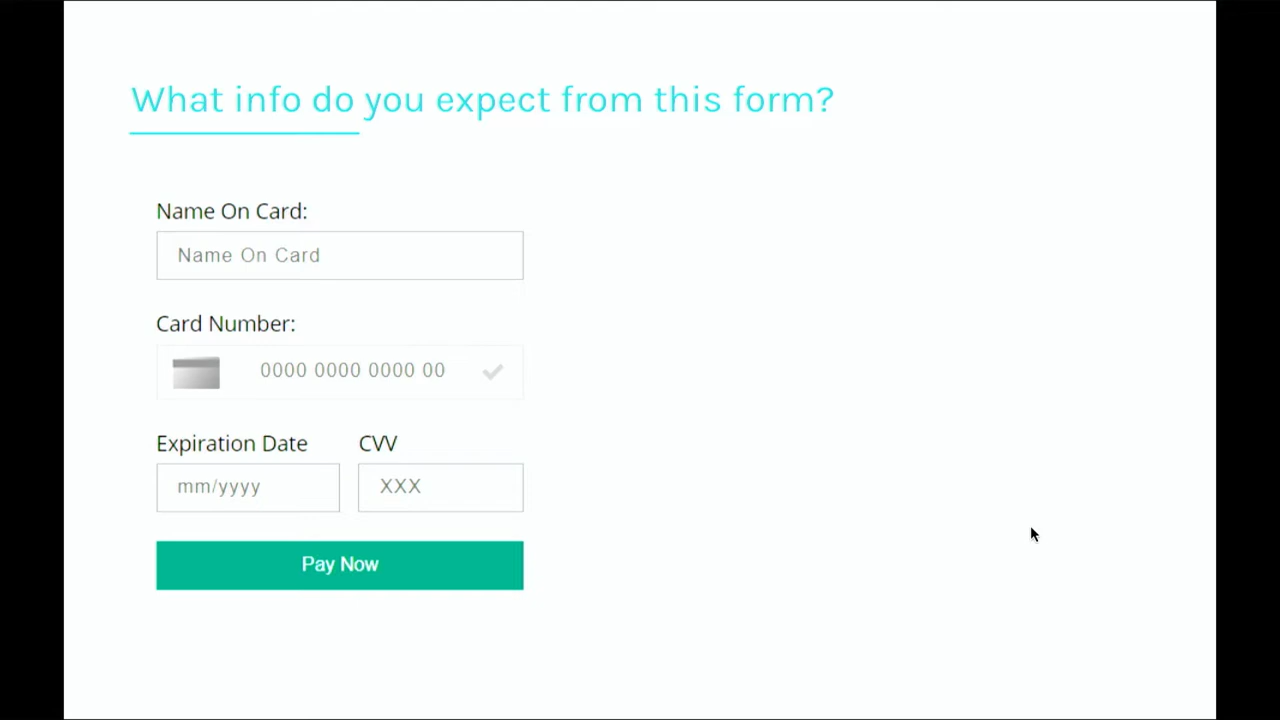 What info do you expect from this form?
Name On Card:
Name On Card
Card Number:
0000 0000 0000 00
Expiration Date CVV
mm/yyyy XXX
Pay Now